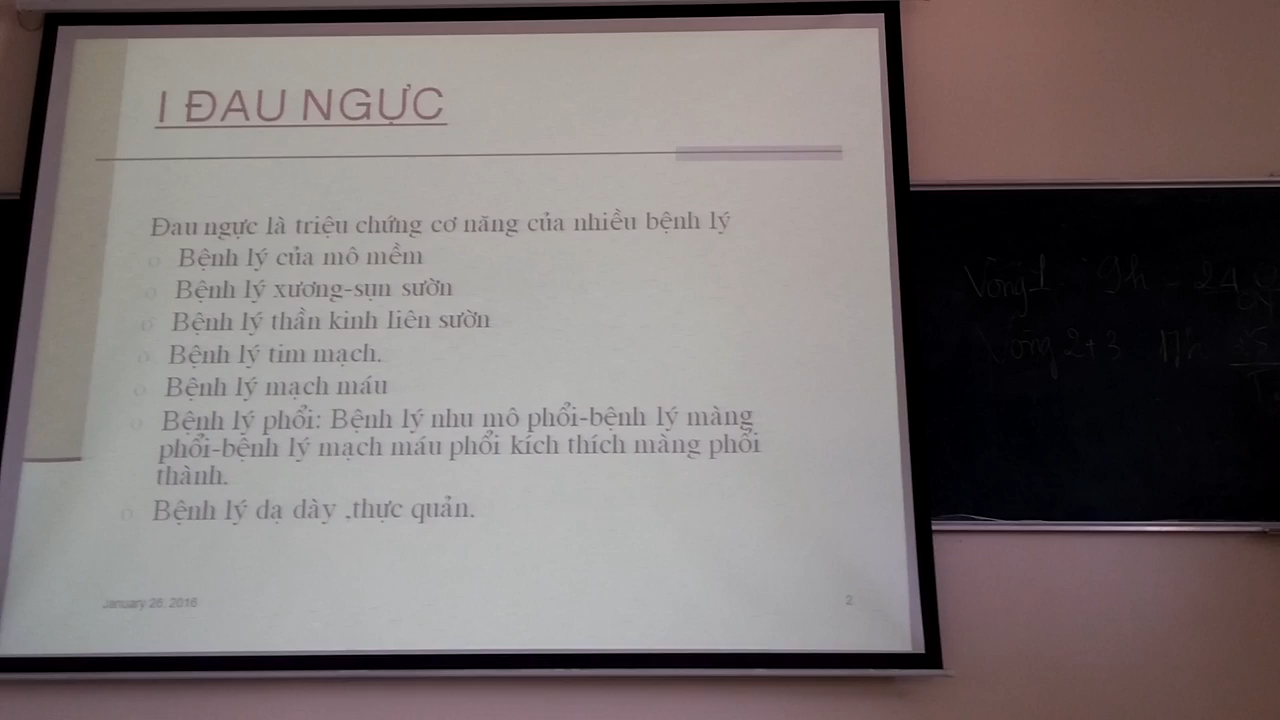 I ĐAU NGỰC
Đau ngực là triệu chứng cơ năng của nhiều bệnh lý
Bệnh lý của mô mềm
Bệnh lý xương-sụn sườn
Bệnh lý thần kinh liên sườn
Bệnh lý tim mạch.
Bệnh lý mạch máu
Bệnh lý phổi: Bệnh lý nhu mô phổi-bệnh lý màng
phổi-bệnh lý mạch máu phổi kích thích màng phổi
thành.
Bệnh lý dạ dày ,thực quản.
January 26, 2016
2
Vòng 1 9h - 24
Vòng 2+3 17h